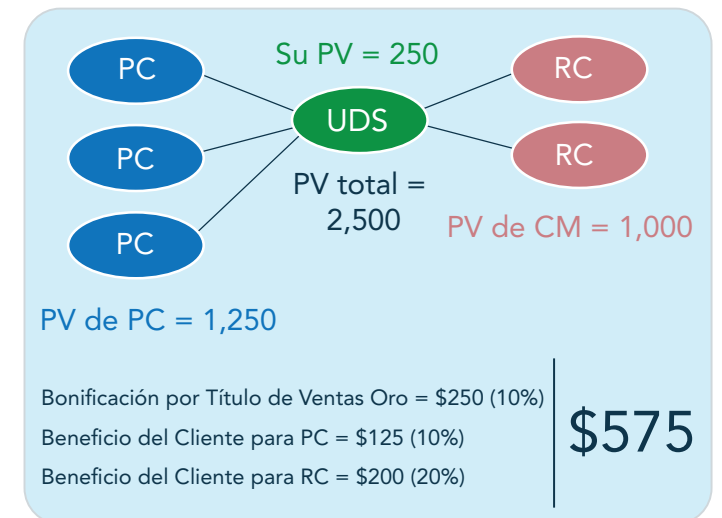 PC
Su PV = 250
RC
UDS
PC
RC
PV total =
2,500
PC
PV de CM = 1,000
PV de PC = 1,250
Bonificación por Título de Ventas Oro = $250 (10%)
Beneficio del Cliente para PC = $125 (10%)
Beneficio del Cliente para RC = $200 (20%)
$575